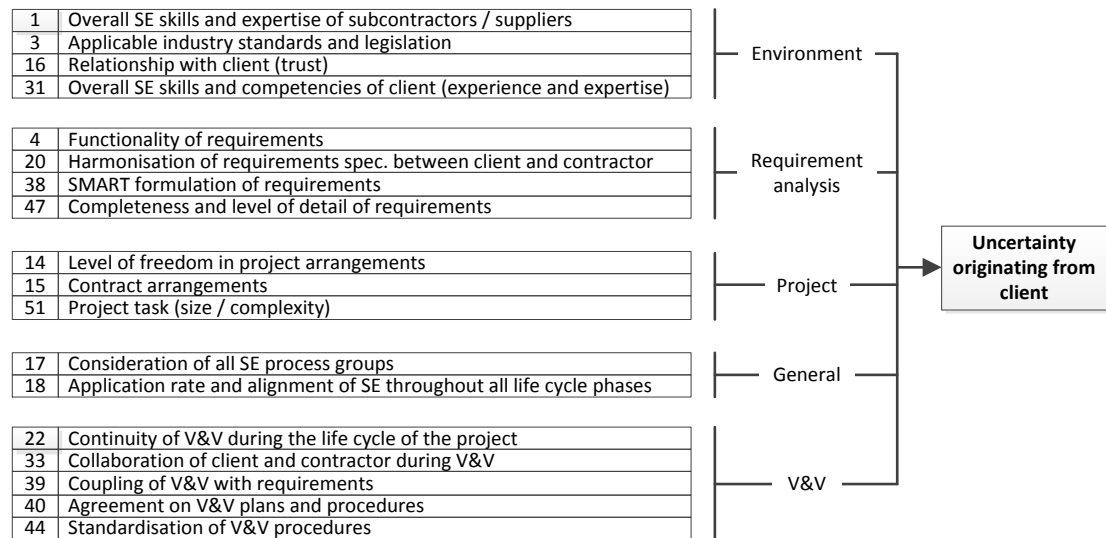 1 Overall SE skills and expertise of subcontractors / suppliers
3 Applicable industry standards and legislation
16 Relationship with client (trust)
31 Overall SE skills and competencies of client (experience and expertise)
Environment
4 Functionality of requirements
20 Harmonisation of requirements spec. between client and contractor
38 SMART formulation of requirements
47 Completeness and level of detail of requirements
Requirement
analysis
14 Level of freedom in project arrangements
15 Contract arrangements
51 Project task (size / complexity)
Project
17 Consideration of all SE process groups
18 Application rate and alignment of SE throughout all life cycle phases
General
22 Continuity of V&V during the life cycle of the project
33 Collaboration of client and contractor during V&V
39 Coupling of V&V with requirements
40 Agreement on V&V plans and procedures
44 Standardisation of V&V procedures
V&V
Uncertainty
originating from
client